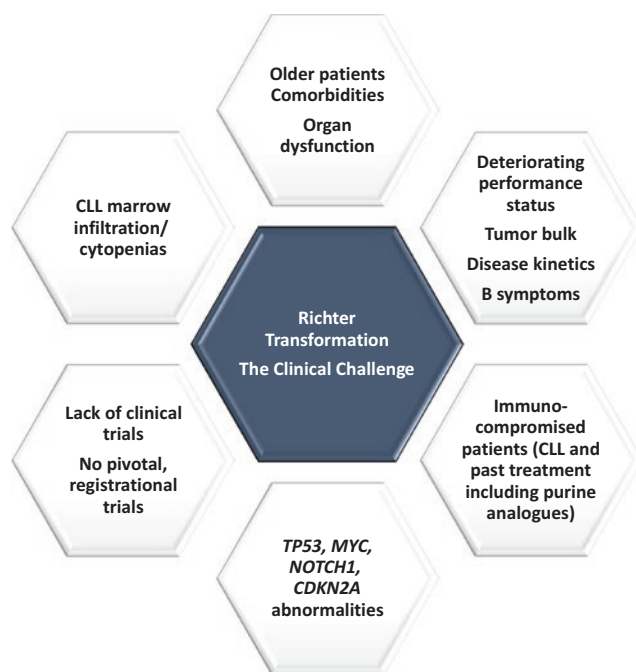 Older patients
Comorbidities
Organ
dysfunction
Deteriorating
performance
status
Tumor bulk
Disease kinetics
B symptoms
CLL marrow
infiltration/
cytopenias
Richter
Transformation
The Clinical Challenge
Lack of clinical
trials
No pivotal,
registrational
trials
Immuno-
compromised
patients (CLL and
past treatment
including purine
analogues)
TP53, MYC,
NOTCH1,
CDKN2A
abnormalities